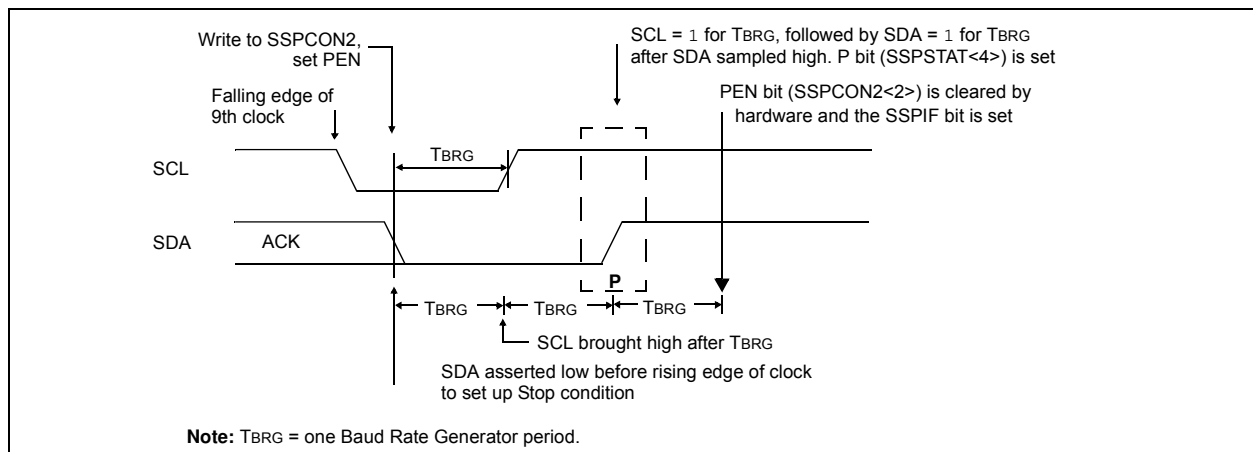 Write to SSPCON2,
set PEN
SCL = 1 for TBRG, followed by SDA = 1 for TBRG
after SDA sampled high. P bit (SSPSTAT<4>) is set
PEN bit (SSPCON2<2>) is cleared by
hardware and the SSPIF bit is set
Falling edge of
9th clock
TBRG
SCL
SDA
ACK
P
TBRG
TBRG
TBRG
SCL brought high after TBRG
SDA asserted low before rising edge of clock
to set up Stop condition
Note: TBRG = one Baud Rate Generator period.